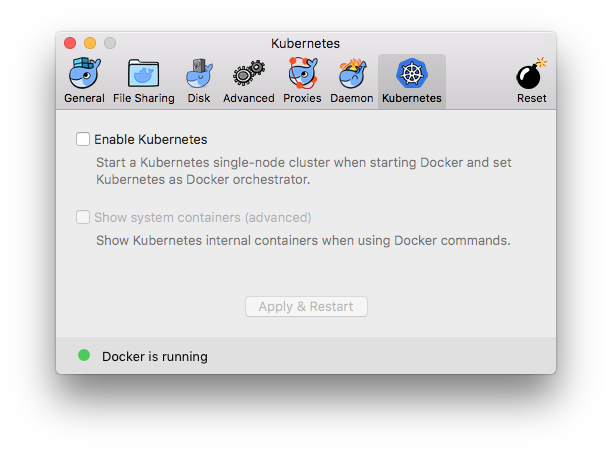 Kubernetes
General File Sharing Disk Advanced Proxies Daemon Kubernetes Reset
Enable Kubernetes
Start a Kubernetes single-node cluster when starting Docker and set
Kubernetes as Docker orchestrator.
Show system containers (advanced)
Show Kubernetes internal containers when using Docker commands.
Apply & Restart
Docker is running